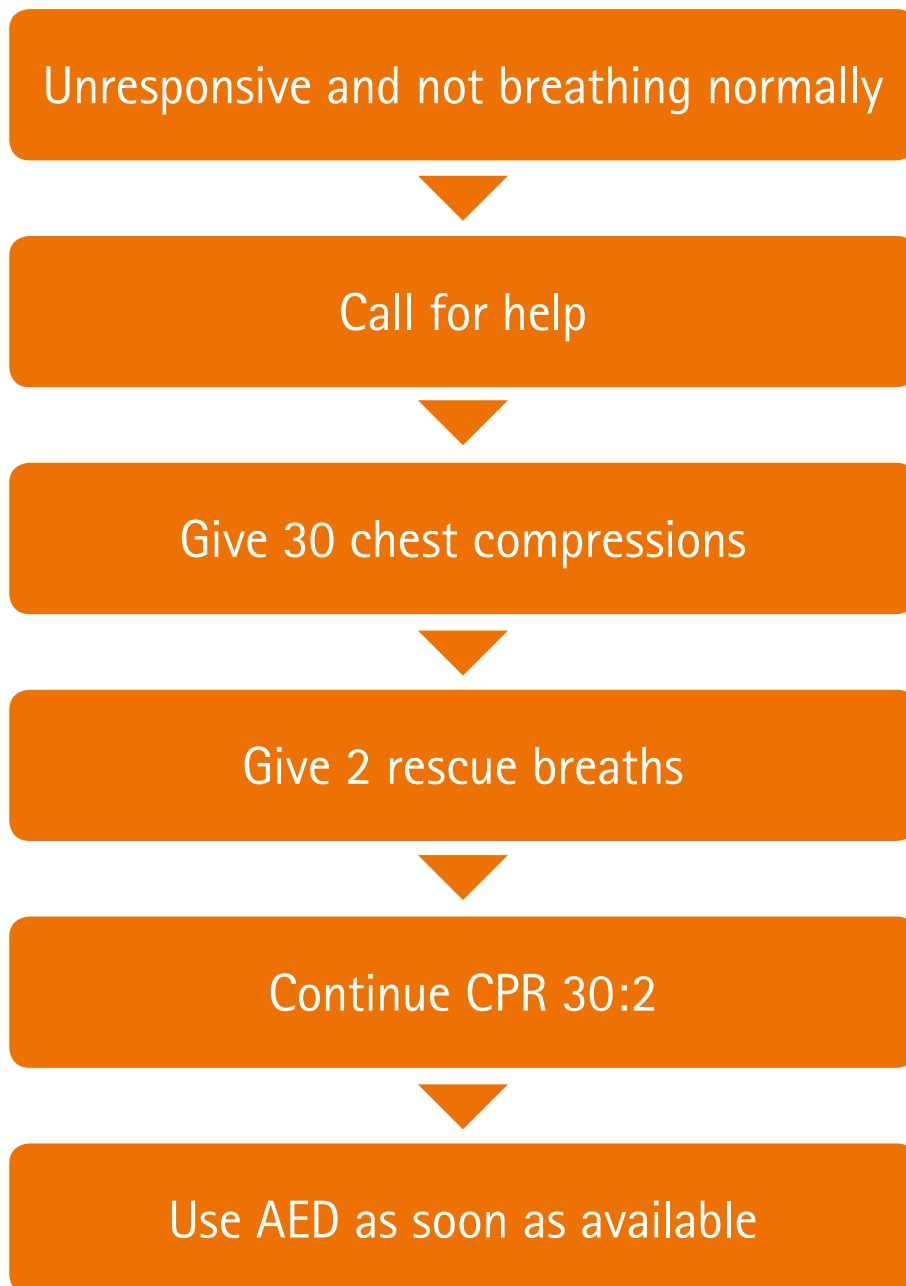 Unresponsive and not breathing normally
Call for help
Give 30 chest compressions
Give 2 rescue breaths
Continue CPR 30:2
Use AED as soon as available